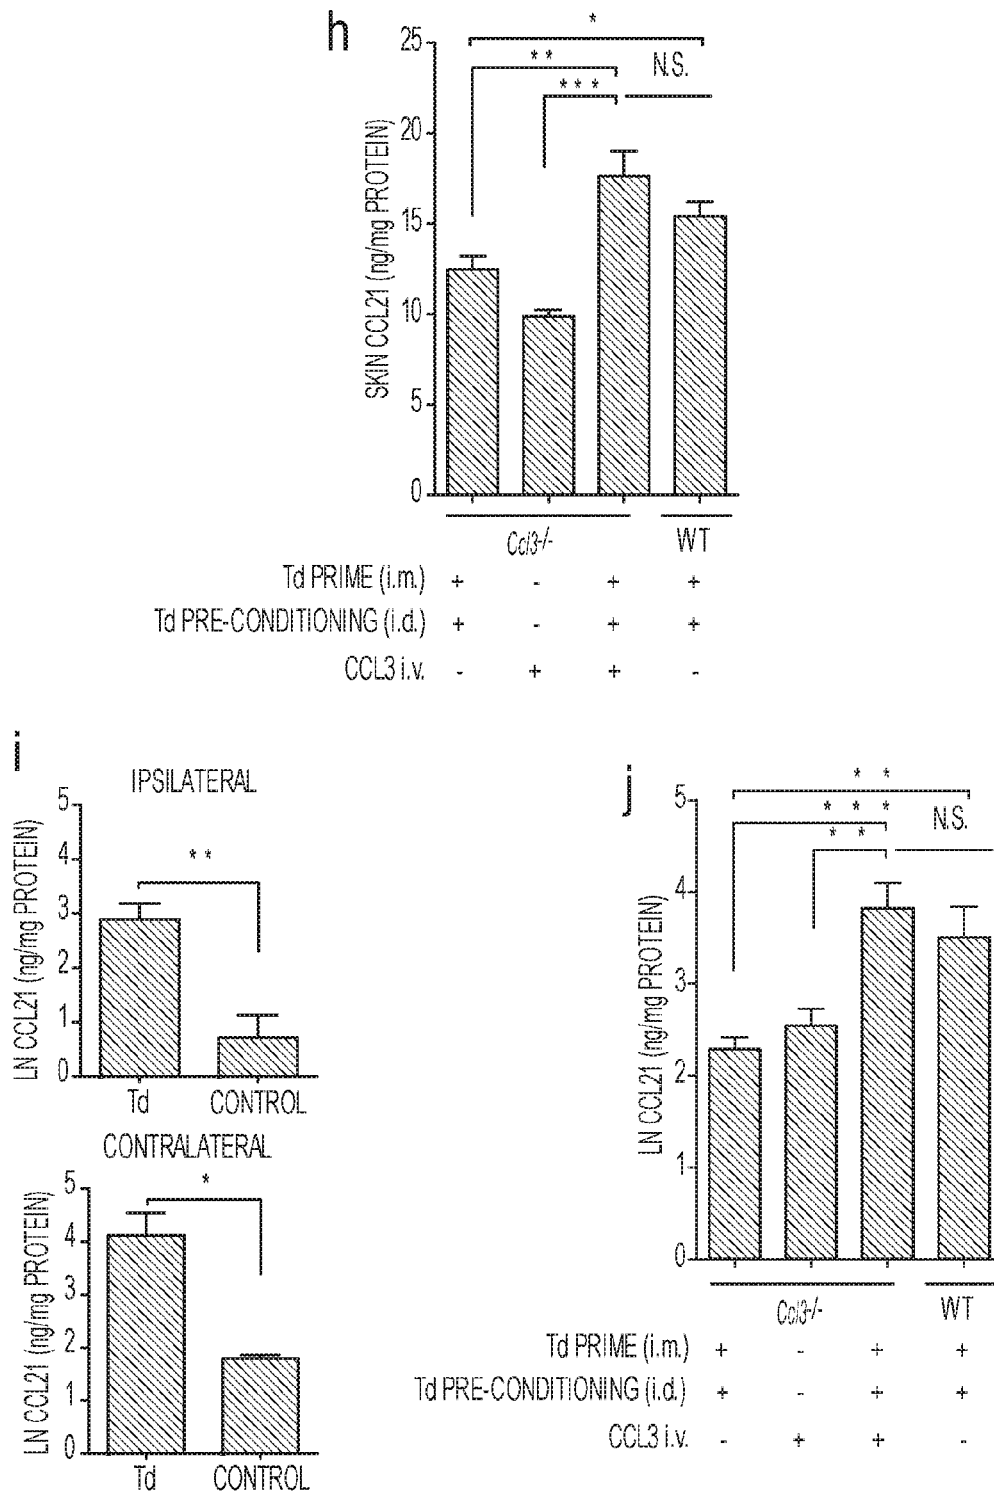 h
*
* *
N.S.
* * *
25
20
15
10
5
0
SKIN CCL21 (ng/mg PROTEIN)
Ccl3-/-
WT
Td PRIME (i.m.) + - + +
Td PRE-CONDITIONING (i.d.) + - + +
CCL3 i.v. - + + -
i
IPSILATERAL
* *
5
4
3
2
1
0
LN CCL21 (ng/mg PROTEIN)
Td CONTROL
CONTRALATERAL
*
5
4
3
2
1
0
LN CCL21 (ng/mg PROTEIN)
Td CONTROL
j
* *
* * *
N.S.
* *
5
4
3
2
1
0
LN CCL21 (ng/mg PROTEIN)
Ccl3-/-
WT
Td PRIME (i.m.) + - + +
Td PRE-CONDITIONING (i.d.) + - + +
CCL3 i.v. - + + -